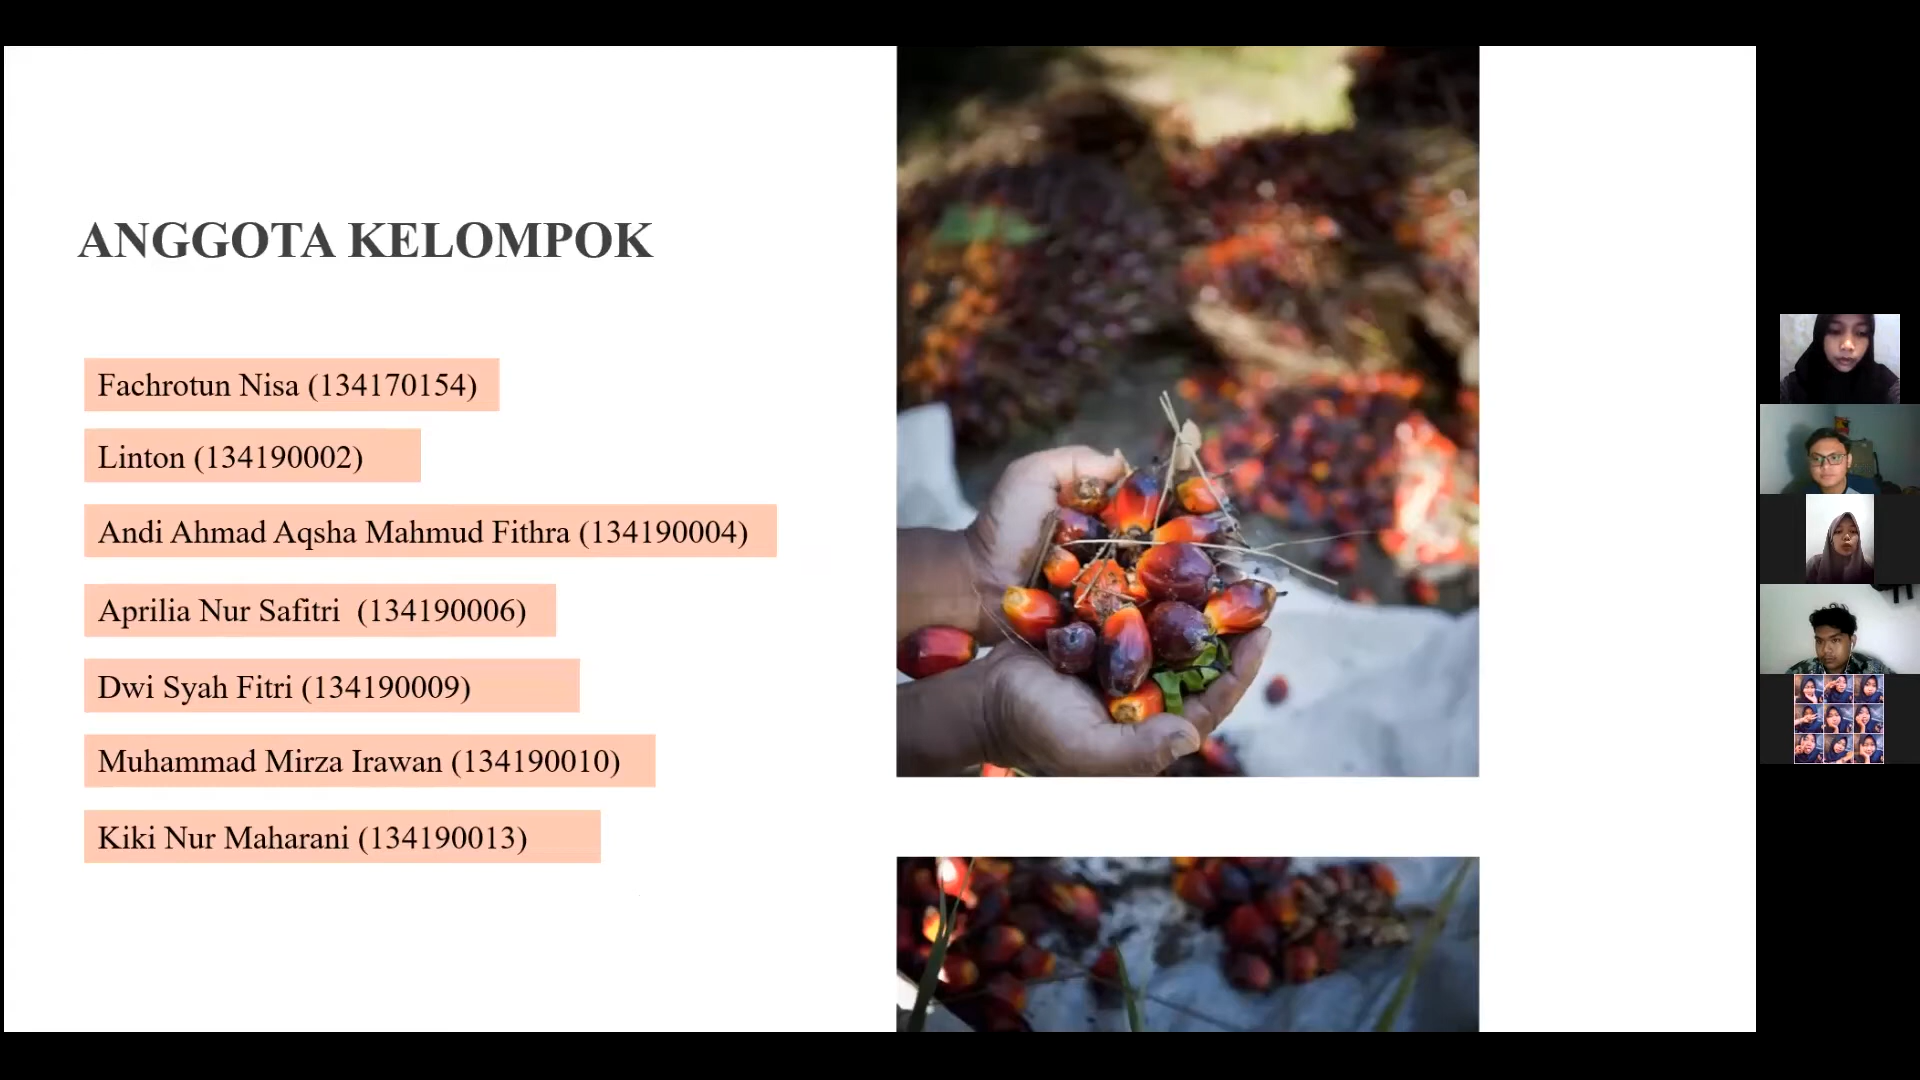 ANGGOTA KELOMPOK
Fachrotun Nisa (134170154)
Linton (134190002)
Andi Ahmad Aqsha Mahmud Fithra (134190004)
Aprilia Nur Safitri  (134190006)
Dwi Syah Fitri (134190009)
Muhammad Mirza Irawan (134190010)
Kiki Nur Maharani (134190013)